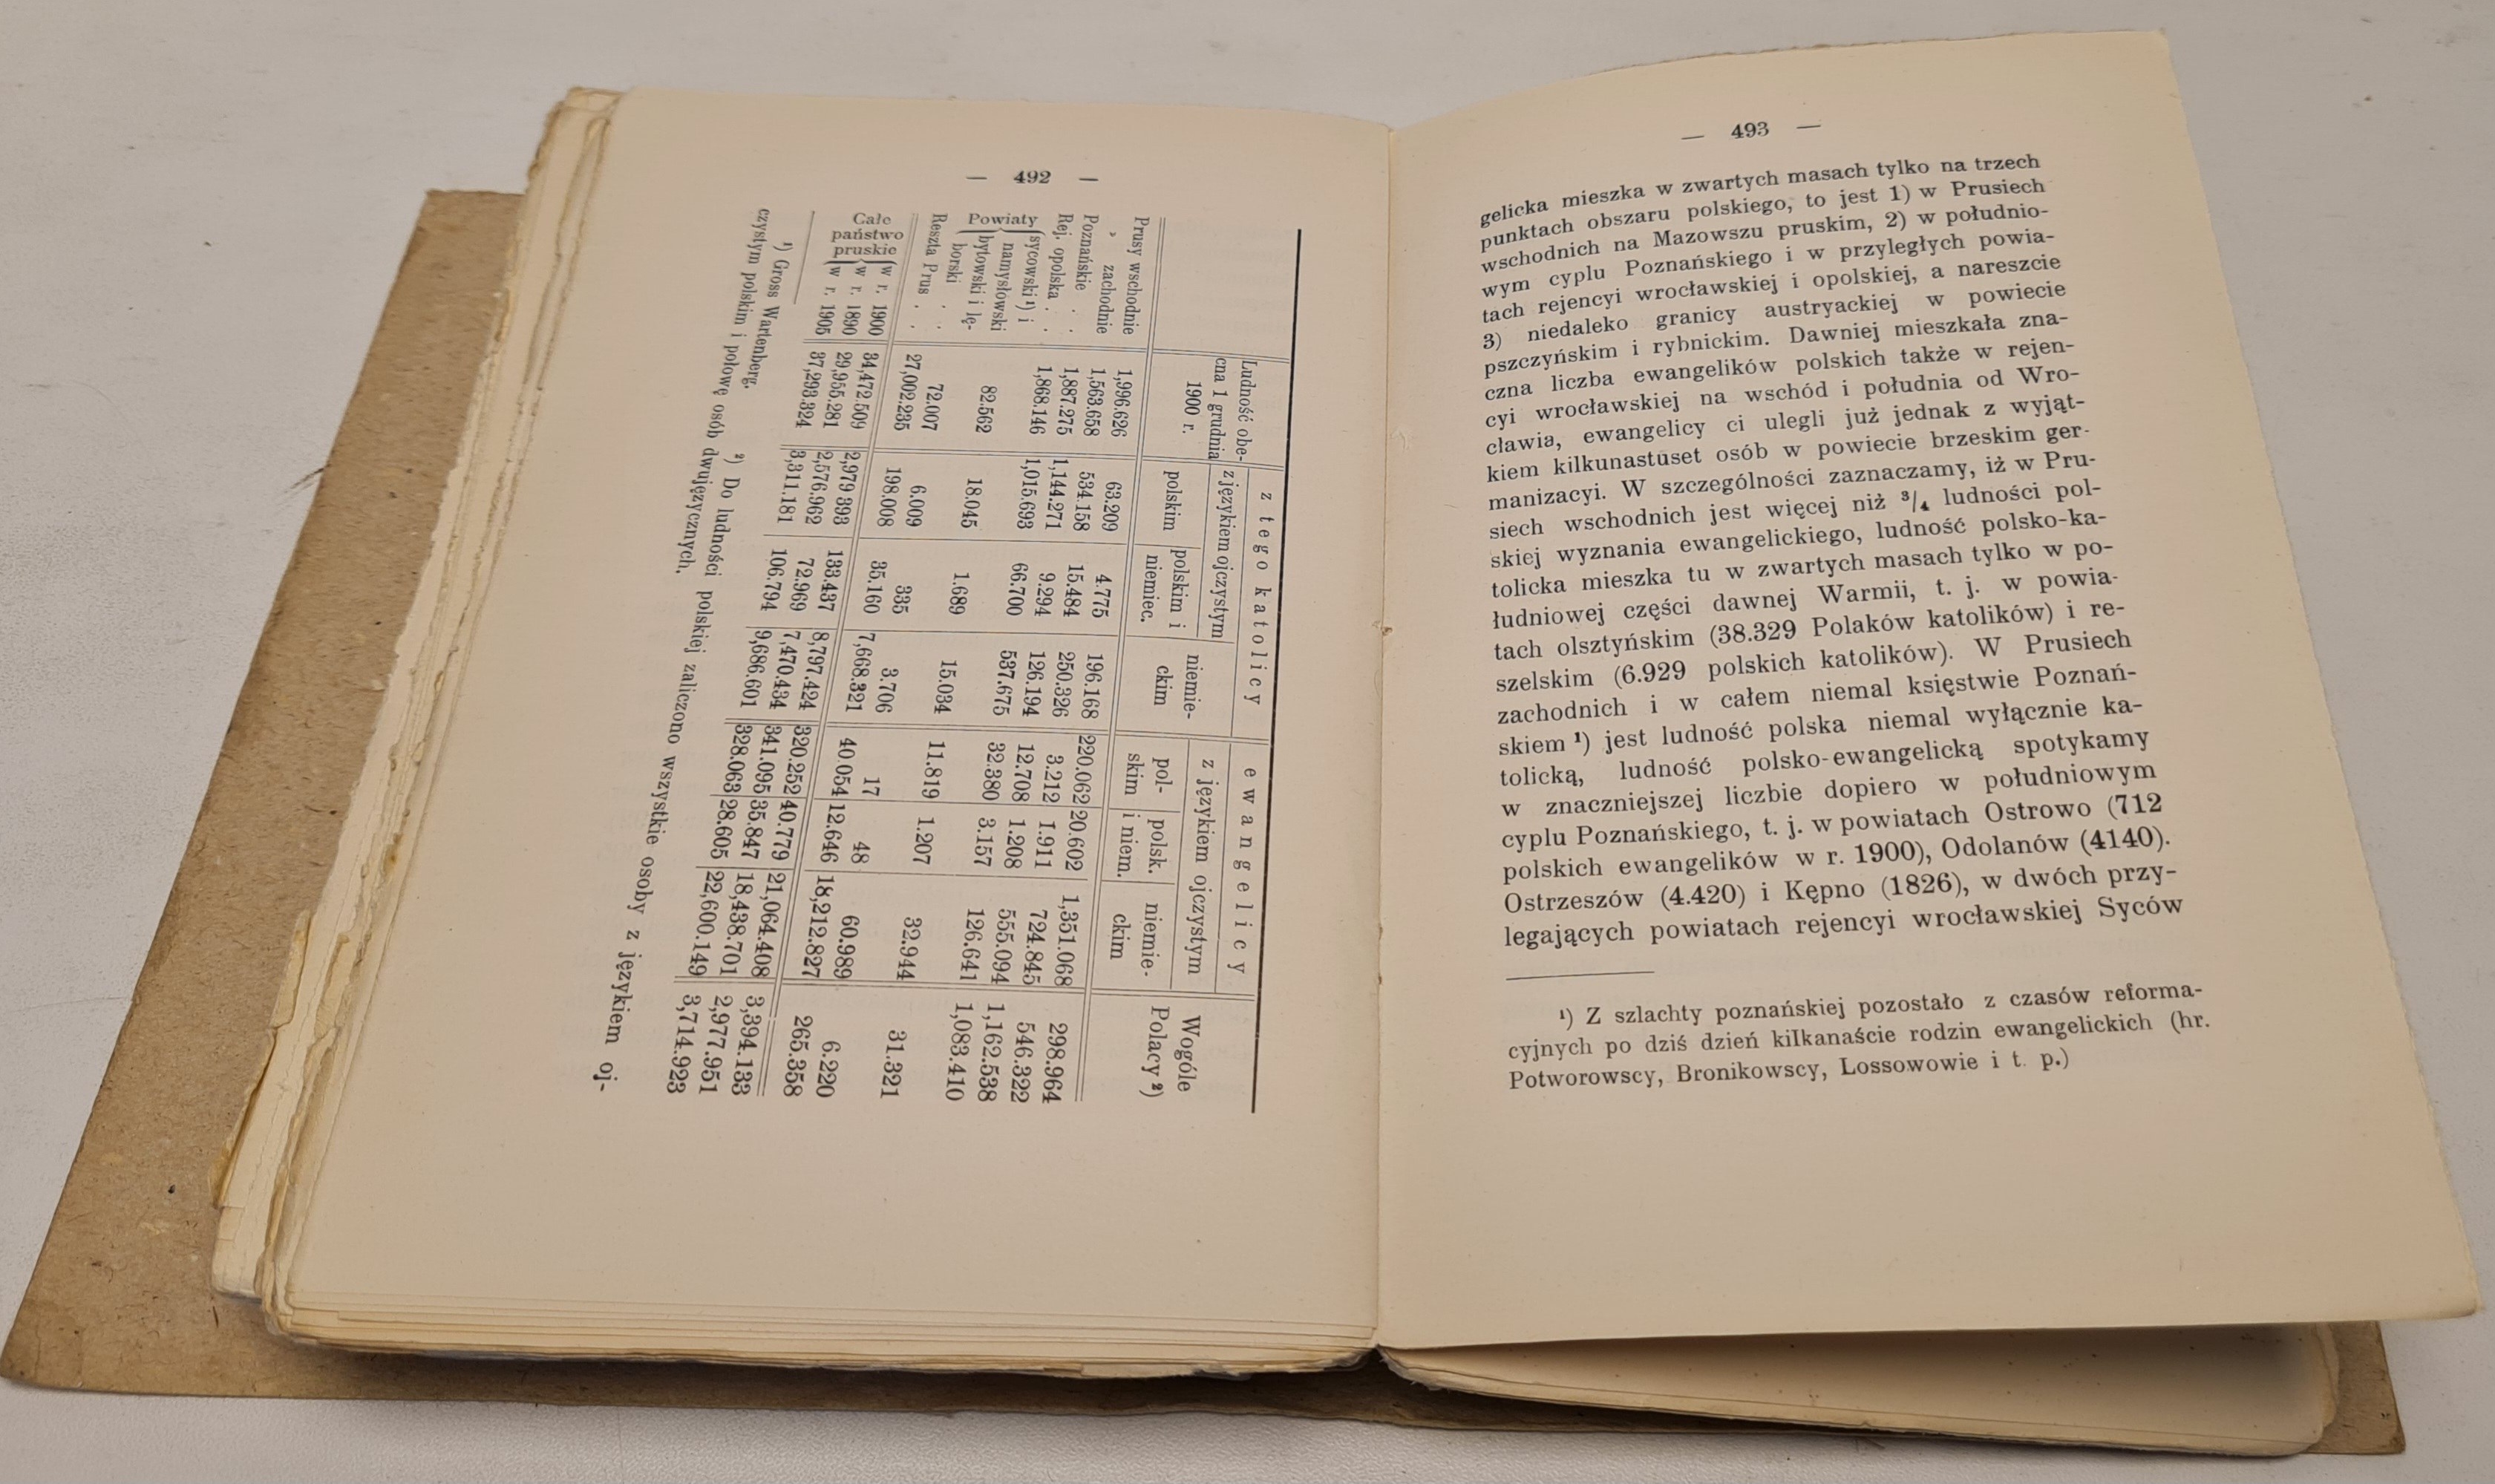 — 492 —
Ludność obe-
cna 1 grudnia
1900 r.
z tego katolicy
z językiem ojczystym
polskim
polskim i
niemiec.
niemie-
ckim
ewangelicy
z językiem ojczystym
pol-
skim
polsk.
i niem.
niemie-
ckim
Wogóle
Polacy ²)
Prusy wschodnie 1,996.626 63.209 4.775 196.168 220.062 20.602 1,351.068 298.964
› zachodnie 1,563.658 534.158 15.484 250.326 3.212 1.911 724.845 546.322
Poznańskie . . 1,887.275 1,144.271 9.294 126.194 12.708 1.208 555.094 1,162.538
Rej. opolska . . 1,868.146 1,015.693 66.700 537.675 32.380 3.157 126.641 1,083.410
Powiaty
sycowski ¹) i
namysłówski 82.562 18.045 1.689 15.034 11.819 1.207 32.944 31.321
bytowski i lę-
borski 72.007 6.009 335 3.706 17 48 60.989 6.220
Reszta Prus . . 27,002.235 198.008 35.160 7,668.321 40.054 12.646 18,212.827 265.358
Całe
państwo
pruskie
w r. 1900 34,472.509 2,979 393 133.437 8,797.424 320.252 40.779 21,064.408 3,394.133
w r. 1890 29,955.281 2,576.962 72.969 7,470.434 341.095 35.847 18,438.701 2,977.951
w r. 1905 37,293.324 3,311.181 106.794 9,686.601 328.063 28.605 22,600.149 3,714.923
¹) Gross Wartenberg. ²) Do ludności polskiej zaliczono wszystkie osoby z językiem oj-
czystym polskim i połowę osób dwujęzycznych.
— 493 —
gelicka mieszka w zwartych masach tylko na trzech
punktach obszaru polskiego, to jest 1) w Prusiech
wschodnich na Mazowszu pruskim, 2) w południo-
wym cyplu Poznańskiego i w przyległych powia-
tach rejencyi wrocławskiej i opolskiej, a nareszcie
3) niedaleko granicy austryackiej w powiecie
pszczyńskim i rybnickim. Dawniej mieszkała zna-
czna liczba ewangelików polskich także w rejen-
cyi wrocławskiej na wschód i południa od Wro-
cławia, ewangelicy ci ulegli już jednak z wyjąt-
kiem kilkunastuset osób w powiecie brzeskim ger-
manizacyi. W szczególności zaznaczamy, iż w Pru-
siech wschodnich jest więcej niż ³/₄ ludności pol-
skiej wyznania ewangelickiego, ludność polsko-ka-
tolicka mieszka tu w zwartych masach tylko w po-
łudniowej części dawnej Warmii, t. j. w powia-
tach olsztyńskim (38.329 Polaków katolików) i re-
szelskim (6.929 polskich katolików). W Prusiech
zachodnich i w całem niemal księstwie Poznań-
skiem ¹) jest ludność polska niemal wyłącznie ka-
tolicką, ludność polsko-ewangelicką spotykamy
w znaczniejszej liczbie dopiero w południowym
cyplu Poznańskiego, t. j. w powiatach Ostrowo (712
polskich ewangelików w r. 1900), Odolanów (4140).
Ostrzeszów (4.420) i Kępno (1826), w dwóch przy-
legających powiatach rejencyi wrocławskiej Syców
¹) Z szlachty poznańskiej pozostało z czasów reforma-
cyjnych po dziś dzień kilkanaście rodzin ewangelickich (hr.
Potworowscy, Bronikowscy, Lossowowie i t. p.)